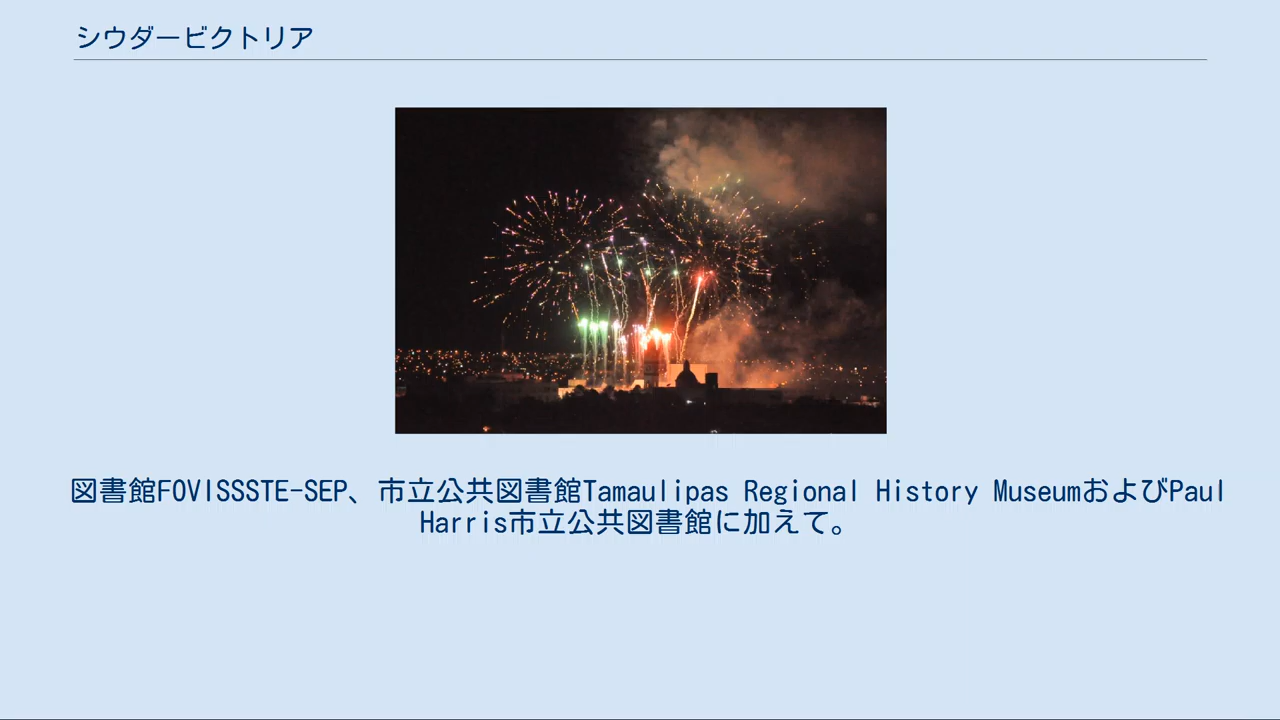 シウダービクトリア
図書館FOVISSSTE-SEP、市立公共図書館Tamaulipas Regional History MuseumおよびPaul
Harris市立公共図書館に加えて。